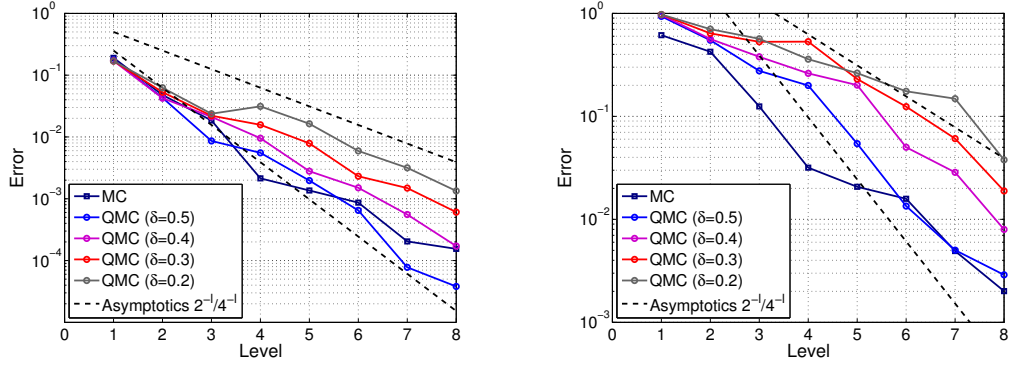 10⁰
10⁻¹
10⁻²
10⁻³
10⁻⁴
Error
MC
QMC (δ=0.5)
QMC (δ=0.4)
QMC (δ=0.3)
QMC (δ=0.2)
Asymptotics 2⁻ˡ/4⁻ˡ
0 1 2 3 4 5 6 7 8
Level
10⁰
10⁻¹
10⁻²
10⁻³
Error
MC
QMC (δ=0.5)
QMC (δ=0.4)
QMC (δ=0.3)
QMC (δ=0.2)
Asymptotics 2⁻ˡ/4⁻ˡ
0 1 2 3 4 5 6 7 8
Level